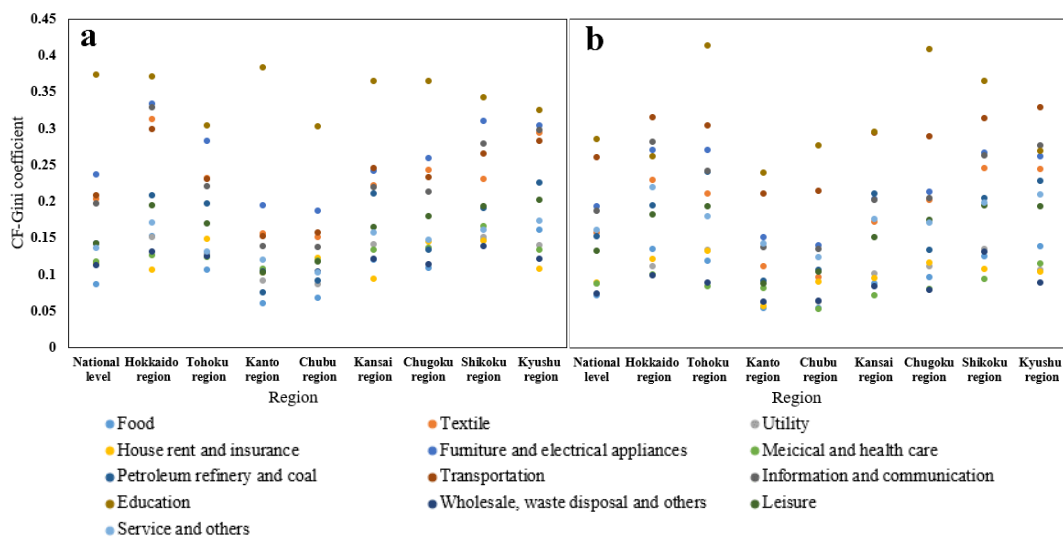 a
b
0.45
0.4
0.35
0.3
0.25
0.2
0.15
0.1
0.05
0
CF-Gini coefficient
National level
Hokkaido region
Tohoku region
Kanto region
Chubu region
Kansai region
Chugoku region
Shikoku region
Kyushu region
National level
Hokkaido region
Tohoku region
Kanto region
Chubu region
Kansai region
Chugoku region
Shikoku region
Kyushu region
Region
Region
Food
Textile
Utility
House rent and insurance
Furniture and electrical appliances
Meicical and health care
Petroleum refinery and coal
Transportation
Information and communication
Education
Wholesale, waste disposal and others
Leisure
Service and others